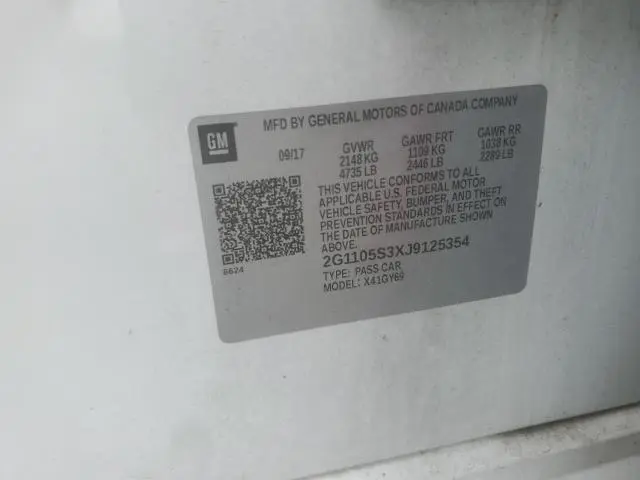 MFD BY GENERAL MOTORS OF CANADA COMPANY
GM
09/17 GVWR GAWR FRT GAWR RR
2148 KG 1109 KG 1038 KG
4735 LB 2446 LB 2289 LB
THIS VEHICLE CONFORMS TO ALL
APPLICABLE U.S. FEDERAL MOTOR
VEHICLE SAFETY, BUMPER, AND THEFT
PREVENTION STANDARDS IN EFFECT ON
THE DATE OF MANUFACTURE SHOWN
ABOVE.
2G1105S3XJ9125354
TYPE: PASS CAR
MODEL: X41GY69
8624